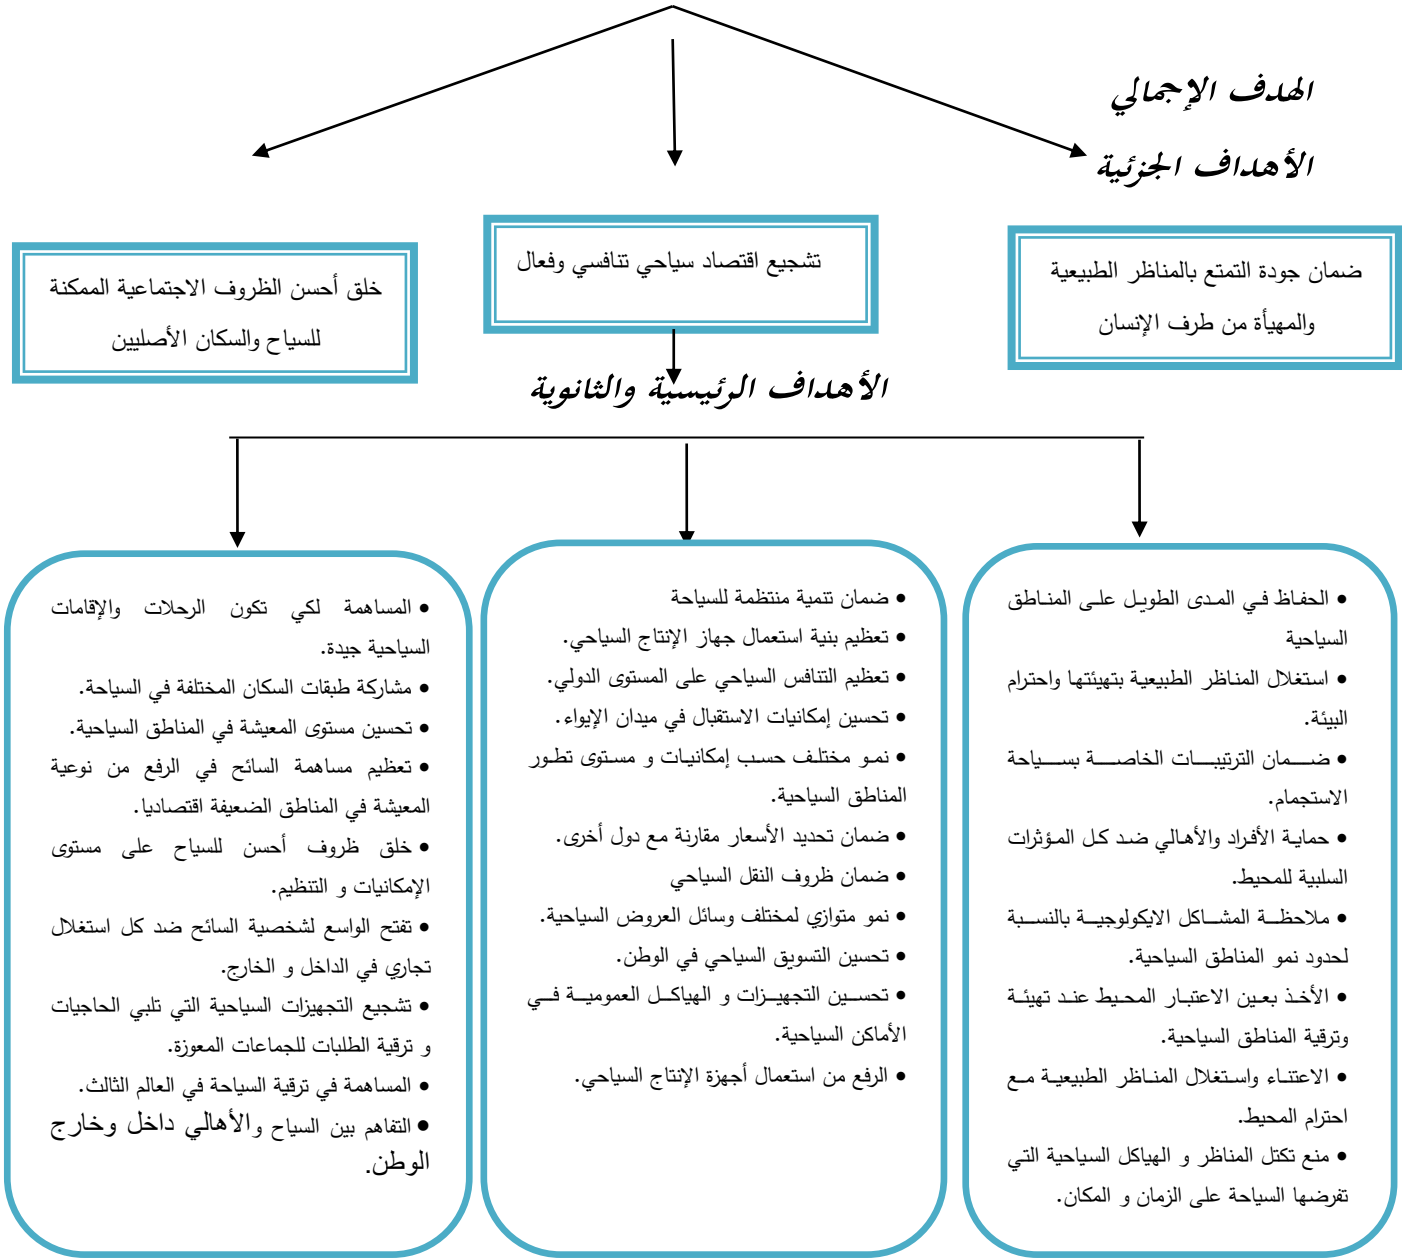 الهدف الإجمالي
الأهداف الجزئية
ضمان جودة التمتع بالمناظر الطبيعية
والمهيأة من طرف الإنسان
تشجيع اقتصاد سياحي تنافسي وفعال
خلق أحسن الظروف الاجتماعية الممكنة
للسياح والسكان الأصليين
الأهداف الرئيسية والثانوية
• الحفاظ في المدى الطويل على المناطق
السياحية
• استغلال المناظر الطبيعية بتهيئتها واحترام
البيئة.
• ضمان الترتيبات الخاصة بسياحة
الاستجمام.
• حماية الأفراد والأهالي ضد كل المؤثرات
السلبية للمحيط.
• ملاحظة المشاكل الايكولوجية بالنسبة
لحدود نمو المناطق السياحية.
• الأخذ بعين الاعتبار المحيط عند تهيئة
وترقية المناطق السياحية.
• الاعتناء واستغلال المناظر الطبيعية مع
احترام المحيط.
• منع تكتل المناظر و الهياكل السياحية التي
تفرضها السياحة على الزمان و المكان.
• ضمان تنمية منتظمة للسياحة
• تعظيم بنية استعمال جهاز الإنتاج السياحي.
• تعظيم التنافس السياحي على المستوى الدولي.
• تحسين إمكانيات الاستقبال في ميدان الإيواء.
• نمو مختلف حسب إمكانيات و مستوى تطور
المناطق السياحية.
• ضمان تحديد الأسعار مقارنة مع دول أخرى.
• ضمان ظروف النقل السياحي
• نمو متوازي لمختلف وسائل العروض السياحية.
• تحسين التسويق السياحي في الوطن.
• تحسين التجهيزات و الهياكل العمومية في
الأماكن السياحية.
• الرفع من استعمال أجهزة الإنتاج السياحي.
• المساهمة لكي تكون الرحلات والإقامات
السياحية جيدة.
• مشاركة طبقات السكان المختلفة في السياحة.
• تحسين مستوى المعيشة في المناطق السياحية.
• تعظيم مساهمة السائح في الرفع من نوعية
المعيشة في المناطق الضعيفة اقتصاديا.
• خلق ظروف أحسن للسياح على مستوى
الإمكانيات و التنظيم.
• تفتح الواسع لشخصية السائح ضد كل استغلال
تجاري في الداخل و الخارج.
• تشجيع التجهيزات السياحية التي تلبي الحاجيات
و ترقية الطلبات للجماعات المعوزة.
• المساهمة في ترقية السياحة في العالم الثالث.
• التفاهم بين السياح والأهالي داخل وخارج
الوطن.